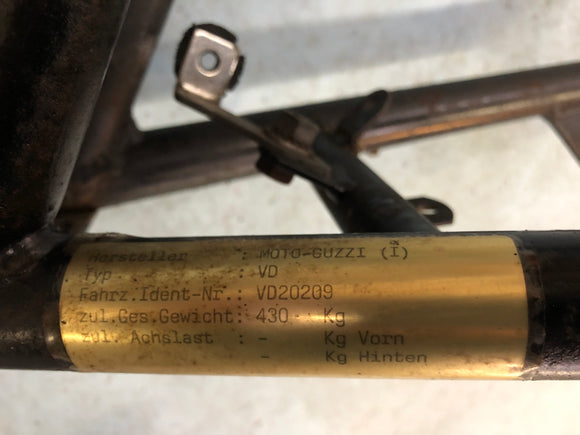 Hersteller : MOTO-GUZZI (I)
Typ : VD
Fahrz.Ident-Nr.: VD20209
zul.Ges.Gewicht: 430 Kg
zul. Achslast : - Kg Vorn
- Kg Hinten